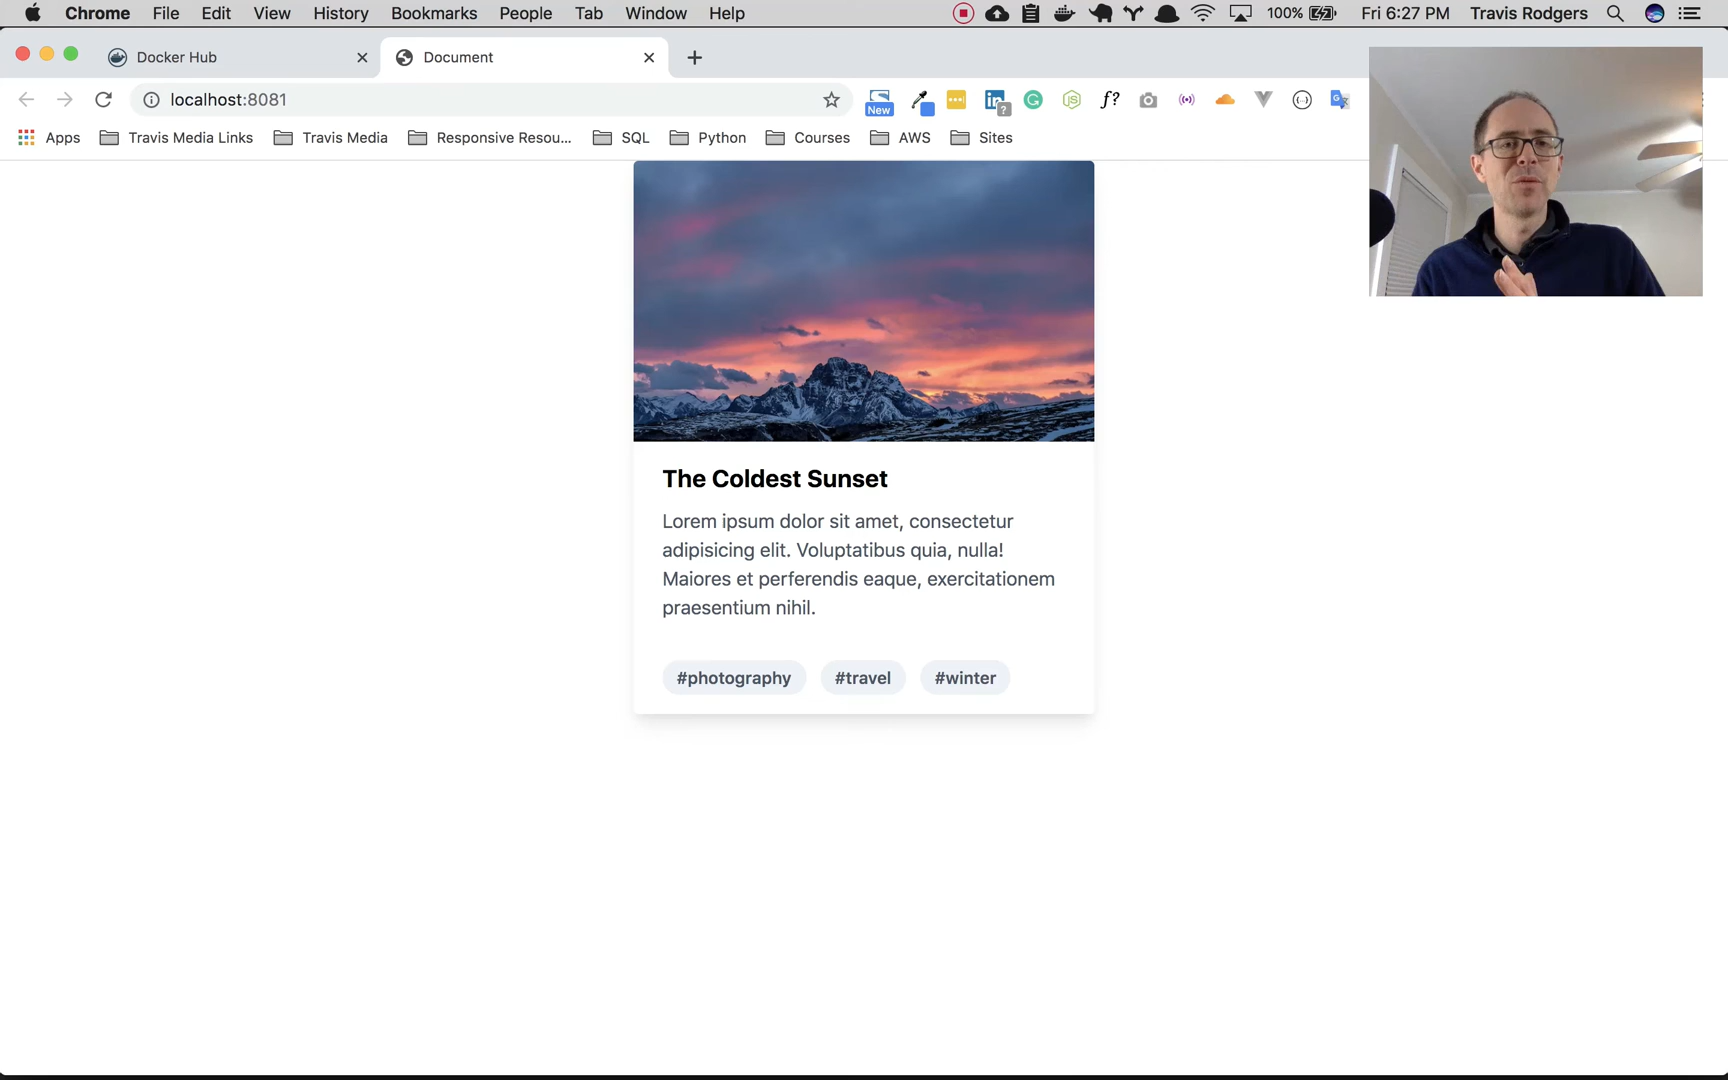 Chrome File Edit View History Bookmarks People Tab Window Help 100% Fri 6:27 PM Travis Rodgers
Docker Hub Document
localhost:8081 New in ? G JS f?
Apps Travis Media Links Travis Media Responsive Resou... SQL Python Courses AWS Sites
The Coldest Sunset
Lorem ipsum dolor sit amet, consectetur
adipisicing elit. Voluptatibus quia, nulla!
Maiores et perferendis eaque, exercitationem
praesentium nihil.
#photography #travel #winter